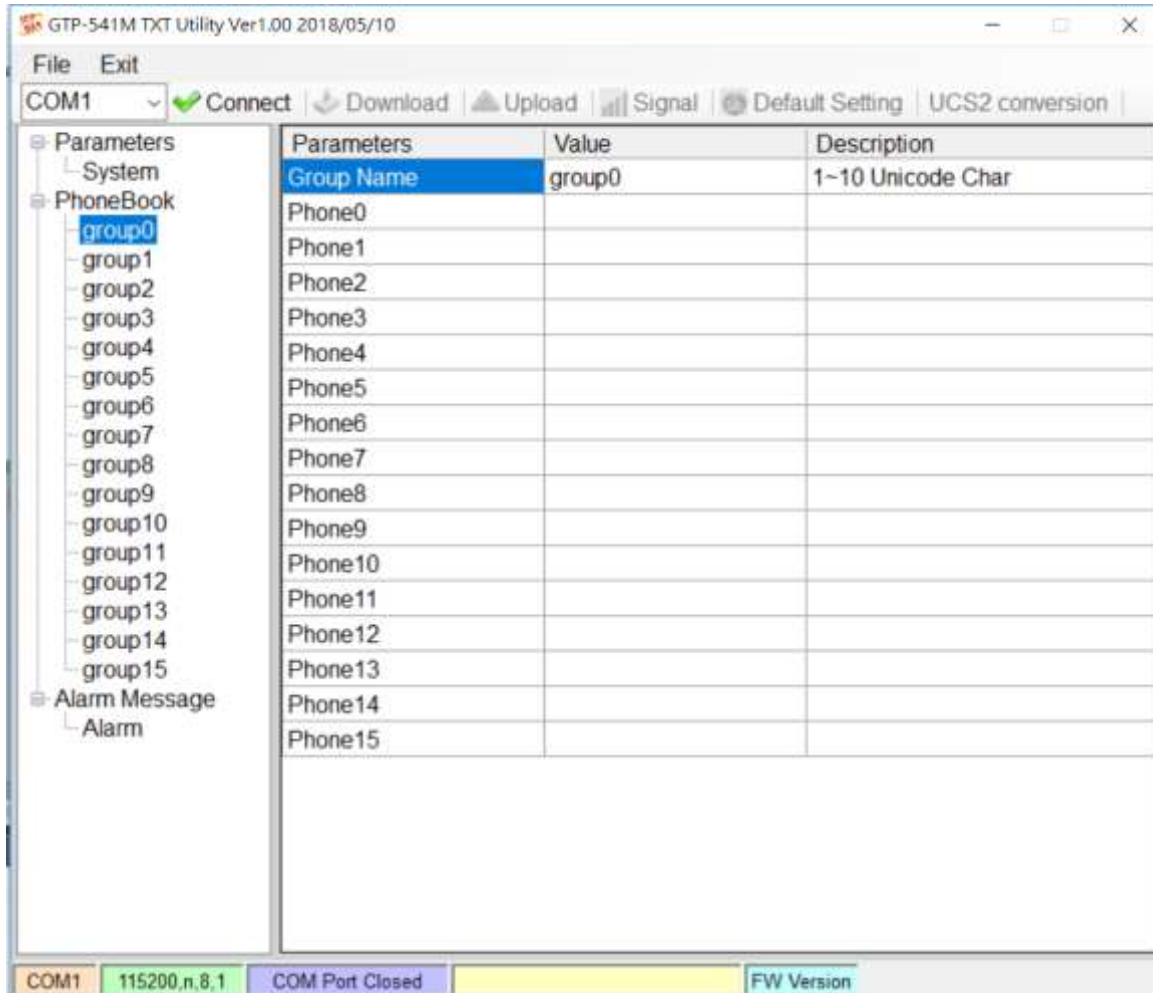 GTP-541M TXT Utility Ver1.00 2018/05/10
File Exit
COM1 Connect Download Upload Signal Default Setting UCS2 conversion
Parameters
System
PhoneBook
group0
group1
group2
group3
group4
group5
group6
group7
group8
group9
group10
group11
group12
group13
group14
group15
Alarm Message
Alarm
Parameters Value Description
Group Name group0 1~10 Unicode Char
Phone0
Phone1
Phone2
Phone3
Phone4
Phone5
Phone6
Phone7
Phone8
Phone9
Phone10
Phone11
Phone12
Phone13
Phone14
Phone15
COM1 115200,n,8,1 COM Port Closed FW Version